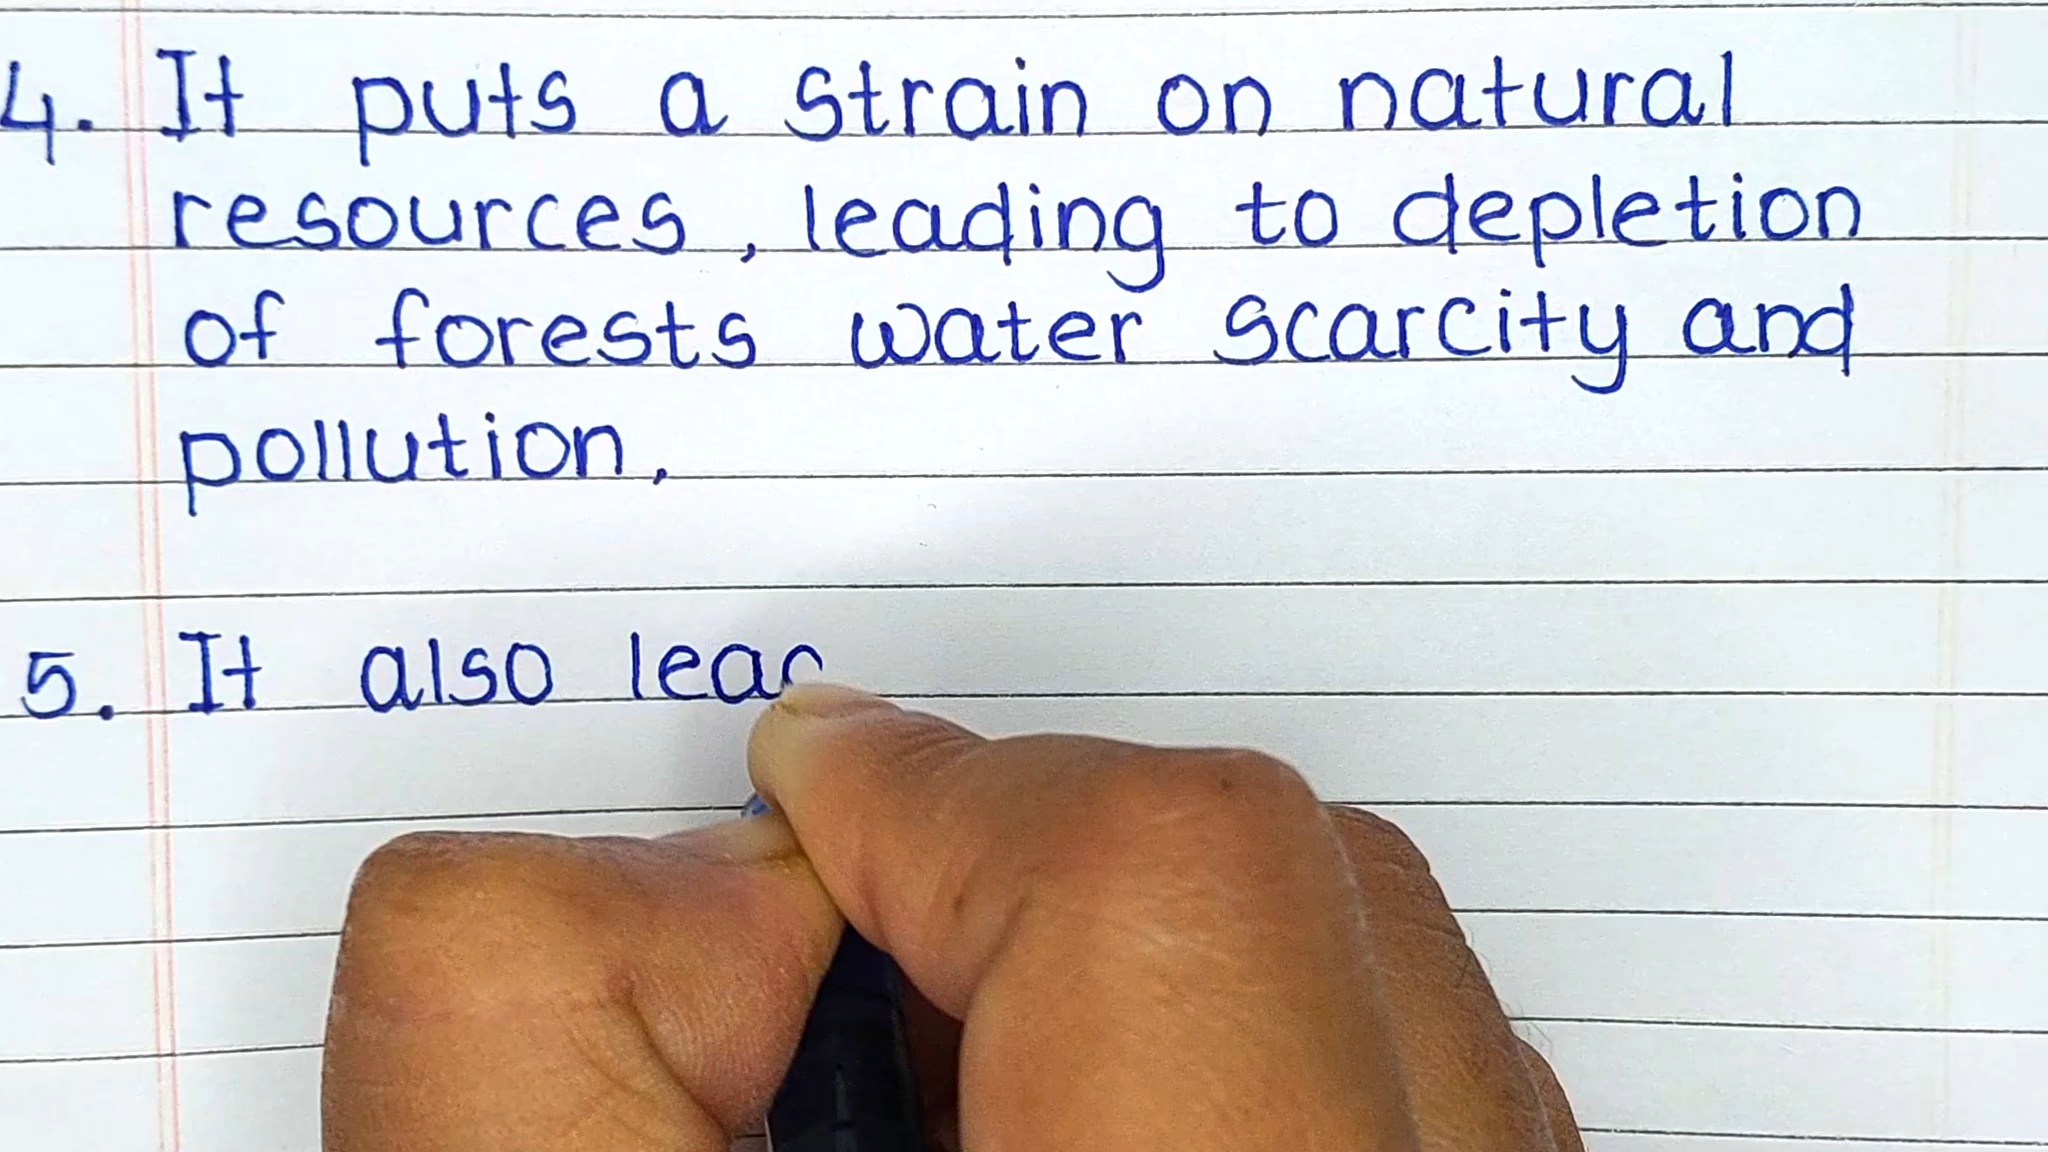 4. It puts a strain on natural
resources, leading to depletion
of forests water scarcity and
pollution.
5. It also